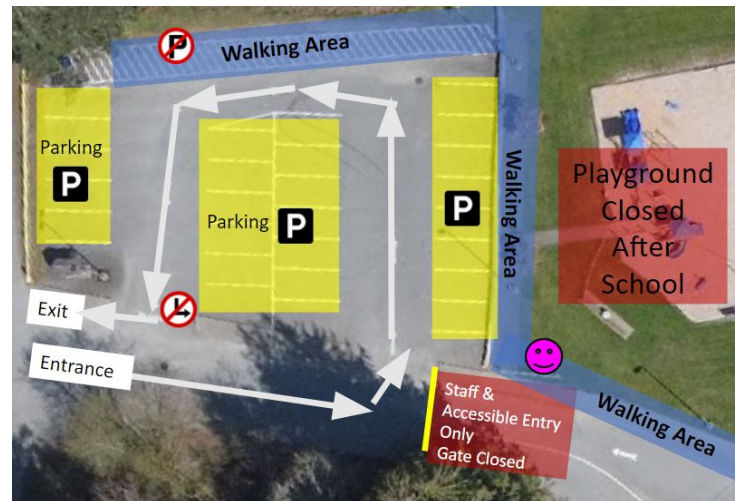 P
Walking Area
Parking
P
Parking
P
P
Walking Area
Playground
Closed
After
School
Exit
Entrance
Staff &
Accessible Entry
Only
Gate Closed
Walking Area